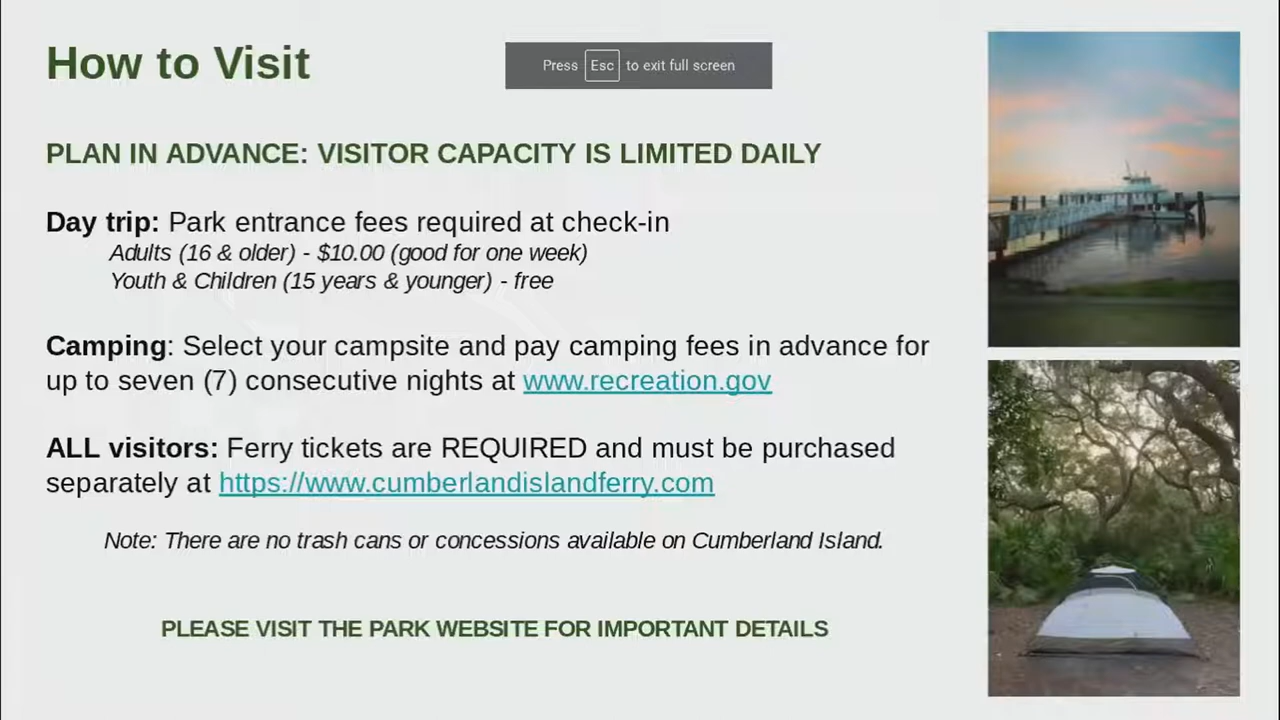 How to Visit
Press Esc to exit full screen
PLAN IN ADVANCE: VISITOR CAPACITY IS LIMITED DAILY
Day trip: Park entrance fees required at check-in
Adults (16 & older) - $10.00 (good for one week)
Youth & Children (15 years & younger) - free
Camping: Select your campsite and pay camping fees in advance for
up to seven (7) consecutive nights at www.recreation.gov
ALL visitors: Ferry tickets are REQUIRED and must be purchased
separately at https://www.cumberlandislandferry.com
Note: There are no trash cans or concessions available on Cumberland Island.
PLEASE VISIT THE PARK WEBSITE FOR IMPORTANT DETAILS